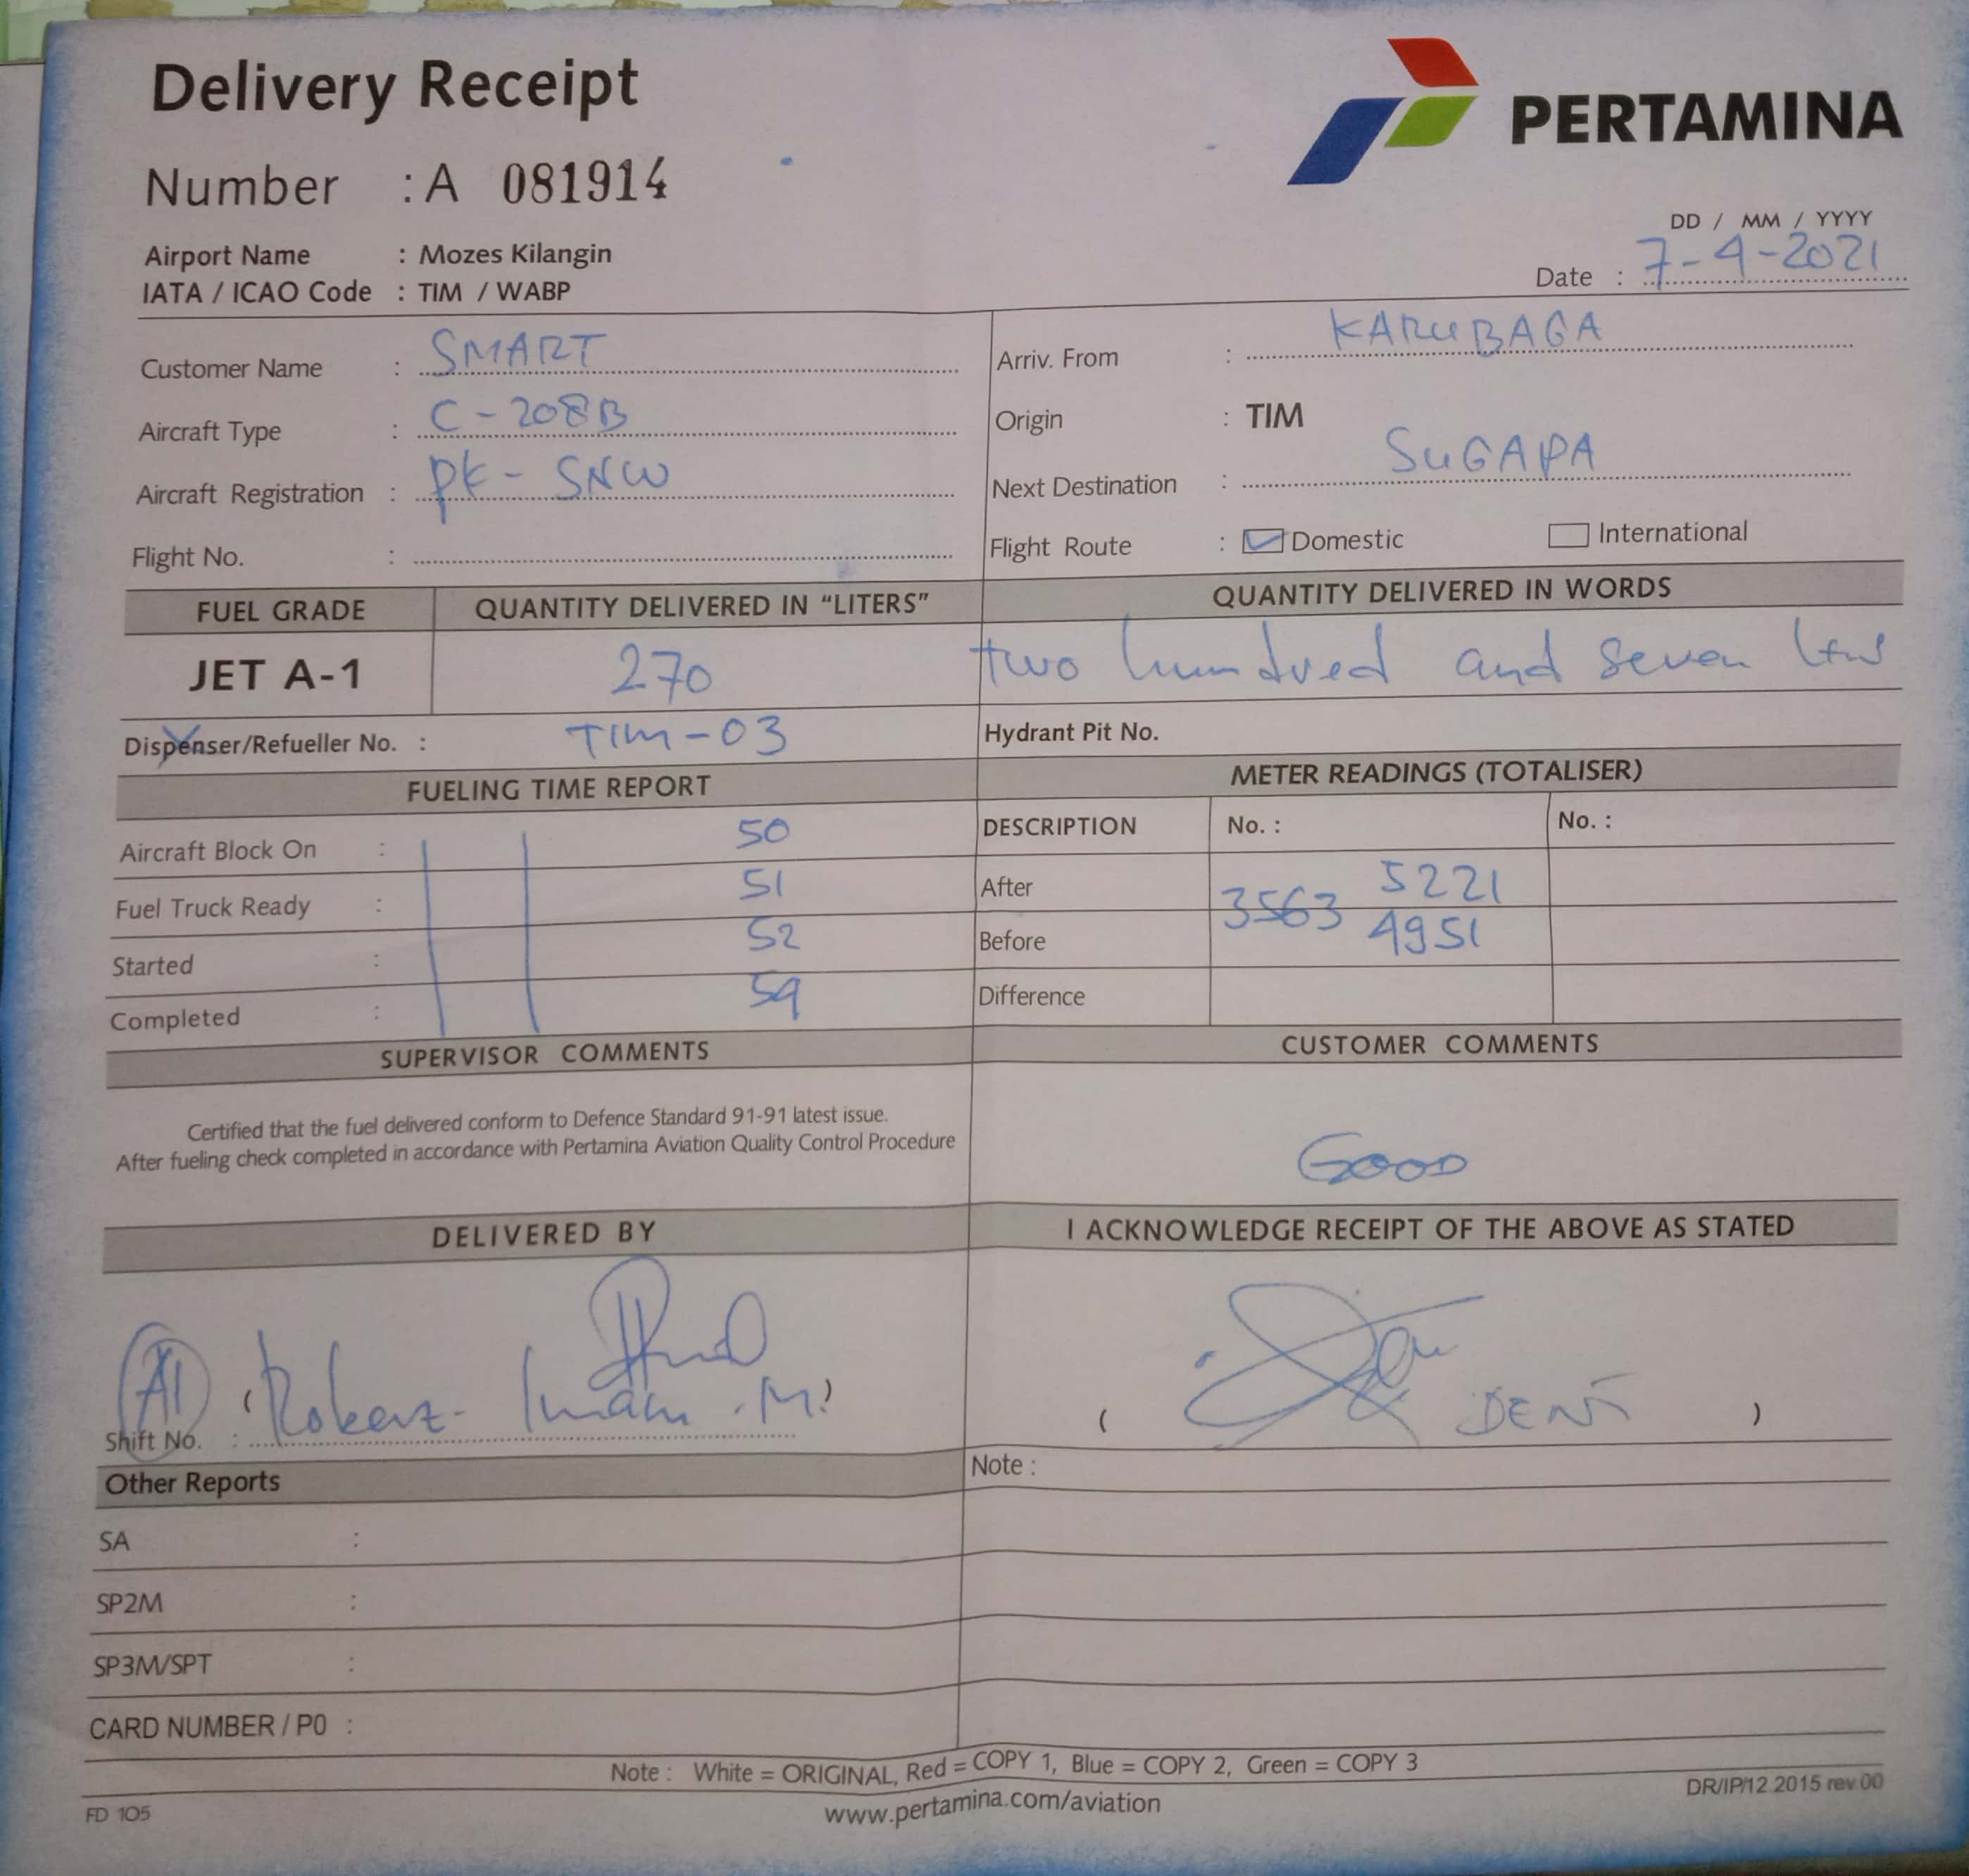 Delivery Receipt
PERTAMINA
Number : A 081914
DD / MM / YYYY
Airport Name : Mozes Kilangin
Date : 7-4-2021
IATA / ICAO Code : TIM / WABP
Customer Name : SMART
Arriv. From : KARUBAGA
Aircraft Type : C-208B
Origin : TIM
Aircraft Registration : PK-SNW
Next Destination : SUGAPA
Flight No. :
Flight Route : Domestic International
FUEL GRADE QUANTITY DELIVERED IN "LITERS" QUANTITY DELIVERED IN WORDS
JET A-1 270 two hundred and seven
Dispenser/Refueller No. : TIM-03 Hydrant Pit No.
FUELING TIME REPORT METER READINGS (TOTALISER)
Aircraft Block On : 50 DESCRIPTION No. : No. :
Fuel Truck Ready : 51 After 3563 5221
Started : 52 Before 4951
Completed : 59 Difference
SUPERVISOR COMMENTS CUSTOMER COMMENTS
Certified that the fuel delivered conform to Defence Standard 91-91 latest issue.
After fueling check completed in accordance with Pertamina Aviation Quality Control Procedure
GOOD
DELIVERED BY I ACKNOWLEDGE RECEIPT OF THE ABOVE AS STATED
Shift No. : ( Imam . M ) ( )
Other Reports Note :
SA :
SP2M :
SP3M/SPT :
CARD NUMBER / P0 :
Note : White = ORIGINAL, Red = COPY 1, Blue = COPY 2, Green = COPY 3
FD 105 www.pertamina.com/aviation DR/IP/12.2015 rev.00